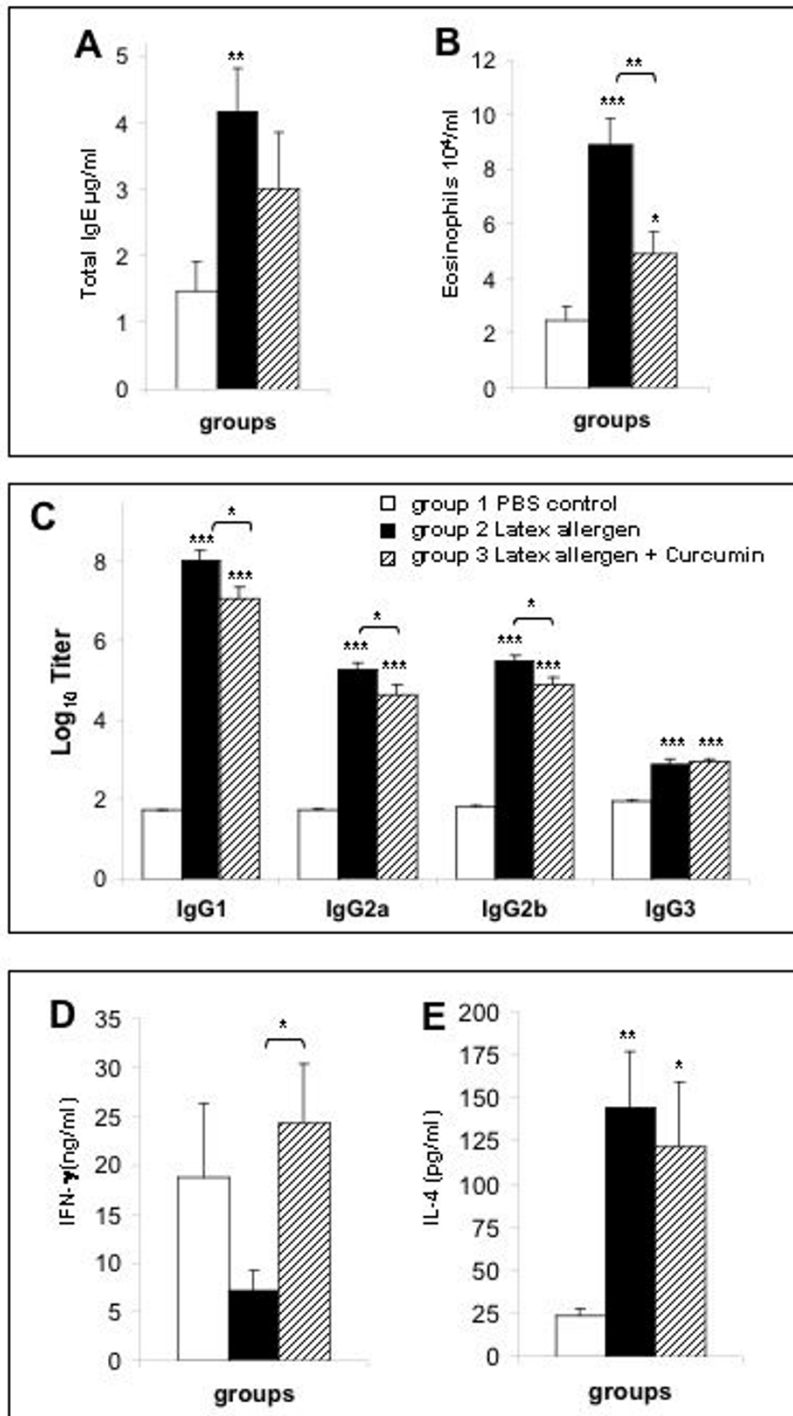 A
Total IgE µg/ml
5
4
3
2
1
0
**
groups
B
Eosinophils 10⁴/ml
12
10
8
6
4
2
0
***
**
*
groups
C
Log₁₀ Titer
8
6
4
2
0
group 1 PBS control
group 2 Latex allergen
group 3 Latex allergen + Curcumin
***
*
***
***
*
***
***
*
***
***
***
IgG1
IgG2a
IgG2b
IgG3
D
IFN-γ(ng/ml)
35
30
25
20
15
10
5
0
*
groups
E
IL-4 (pg/ml)
200
175
150
125
100
75
50
25
0
**
*
groups